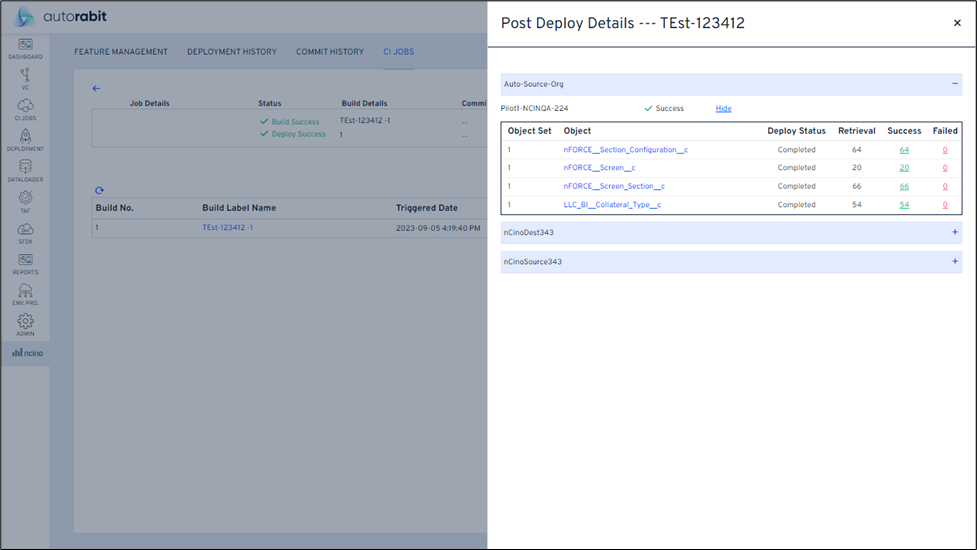 autorabit
DASHBOARD
VC
CI JOBS
DEPLOYMENT
DATALOADER
TAF
SFDX
REPORTS
ENV. PRO.
ADMIN
ncino
FEATURE MANAGEMENT DEPLOYMENT HISTORY COMMIT HISTORY CI JOBS
Job Details Status Build Details Commi
Build Success TEst-123412 -1 --
Deploy Success 1 --
Build No. Build Label Name Triggered Date
1 TEst-123412 -1 2023-09-05 4:19:40 PM
Post Deploy Details --- TEst-123412
Auto-Source-Org
Pilot1-NCINQA-224 Success Hide
Object Set Object Deploy Status Retrieval Success Failed
1 nFORCE__Section_Configuration__c Completed 64 64 0
1 nFORCE__Screen__c Completed 20 20 0
1 nFORCE__Screen_Section__c Completed 66 66 0
1 LLC_BI__Collateral_Type__c Completed 54 54 0
nCinoDest343
nCinoSource343